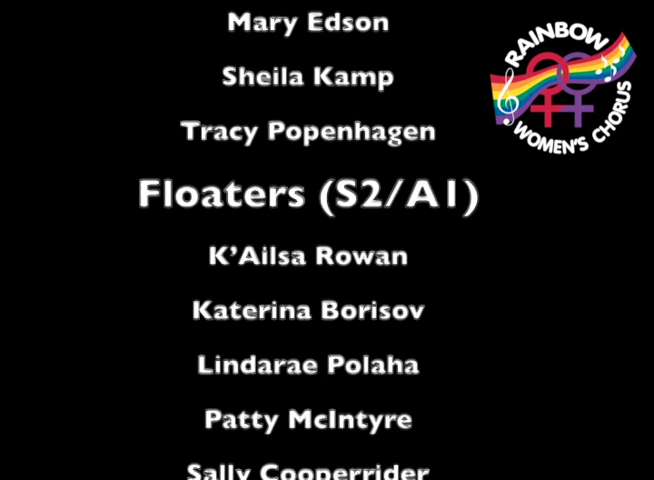 Mary Edson
Sheila Kamp
Tracy Popenhagen
Floaters (S2/A1)
K'Ailsa Rowan
Katerina Borisov
Lindarae Polaha
Patty McIntyre
Sally Cooperrider
RAINBOW
WOMEN'S CHORUS